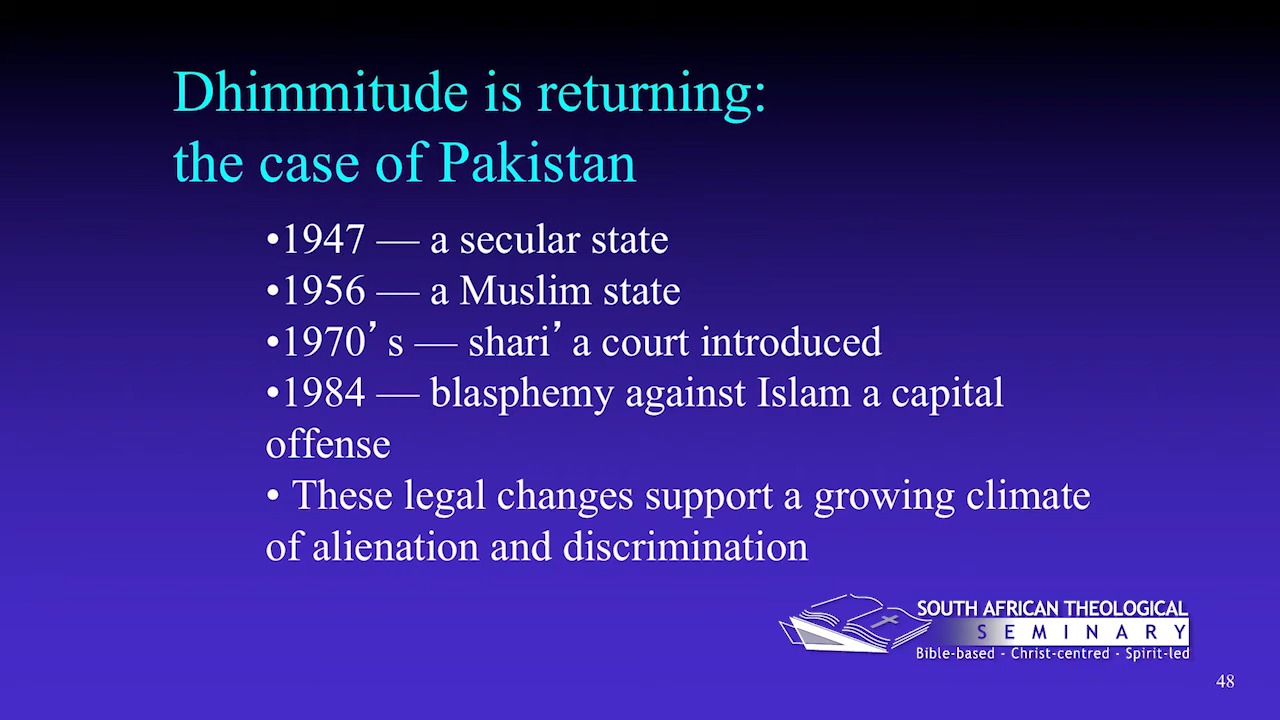 Dhimmitude is returning:
the case of Pakistan
•1947 — a secular state
•1956 — a Muslim state
•1970’s — shari’a court introduced
•1984 — blasphemy against Islam a capital
offense
• These legal changes support a growing climate
of alienation and discrimination
SOUTH AFRICAN THEOLOGICAL
SEMINARY
Bible-based - Christ-centred - Spirit-led
48